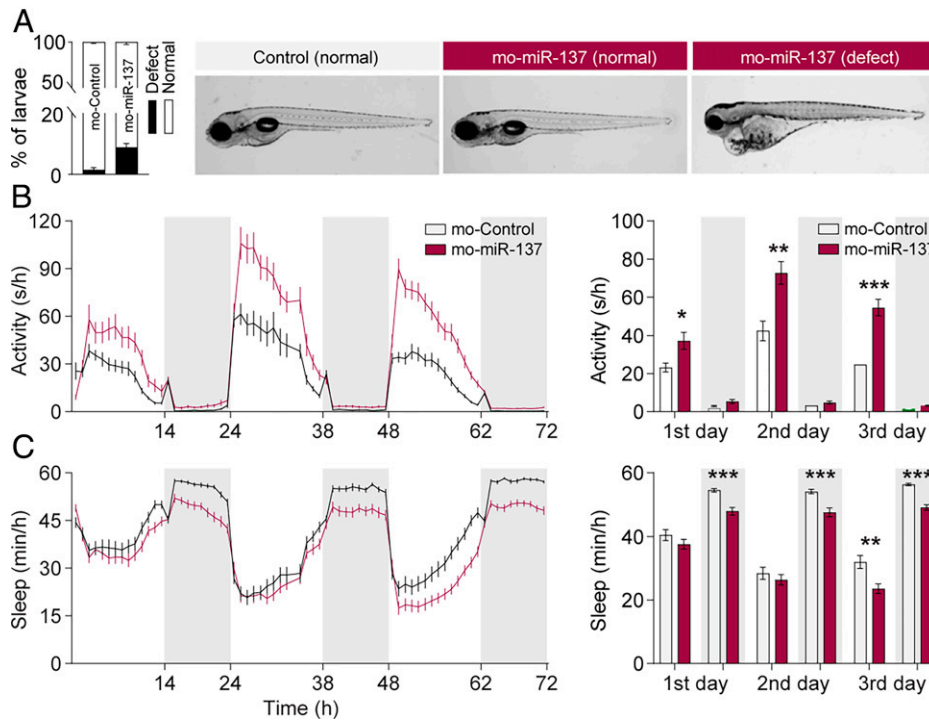 A
% of larvae
100
50
20
0
mo-Control
mo-miR-137
Defect
Normal
Control (normal)
mo-miR-137 (normal)
mo-miR-137 (defect)
B
Activity (s/h)
120
90
60
30
0
14 24 38 48 62 72
mo-Control
mo-miR-137
Activity (s/h)
100
80
60
40
20
0
mo-Control
mo-miR-137
*
**
***
1st day 2nd day 3rd day
C
Sleep (min/h)
60
45
30
15
0
14 24 38 48 62 72
Time (h)
Sleep (min/h)
60
40
20
0
*** *** ***
**
1st day 2nd day 3rd day